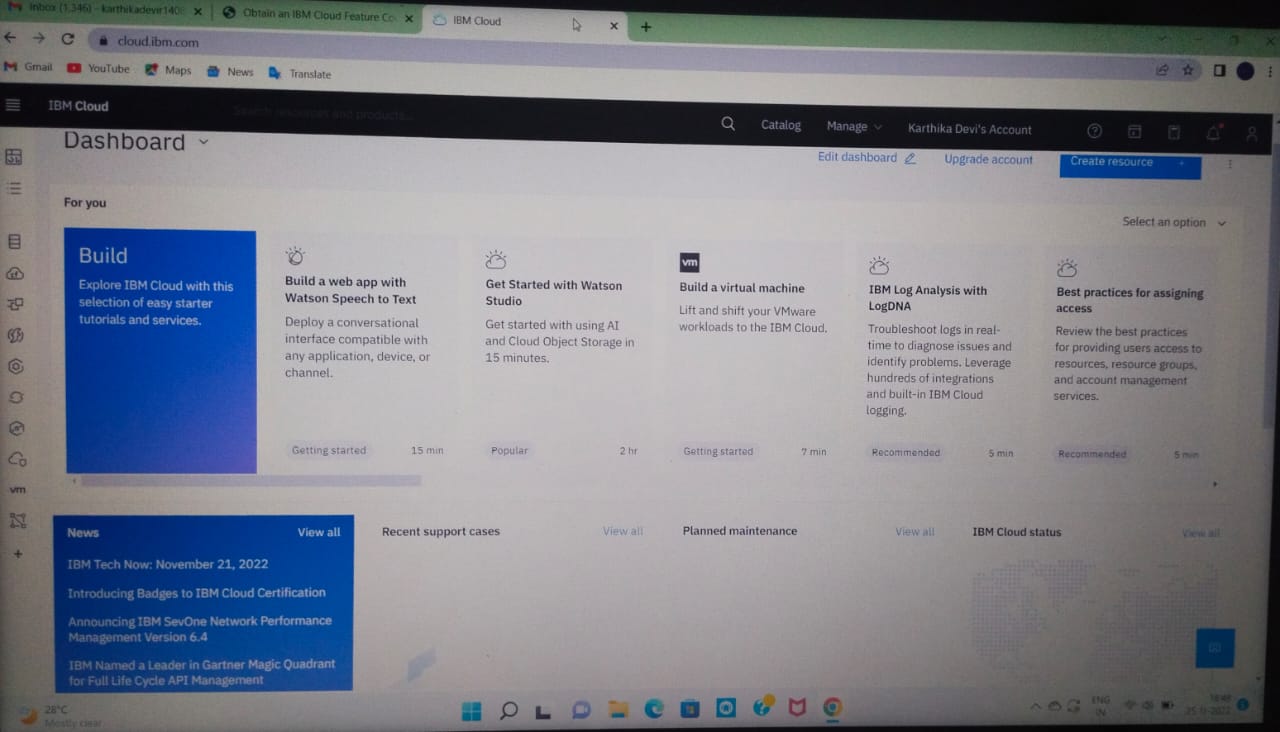 Inbox (1,346) - karthikadevir1408
Obtain an IBM Cloud Feature Co
IBM Cloud
cloud.ibm.com
Gmail
YouTube
Maps
News
Translate
IBM Cloud
Search resources and products...
Catalog
Manage
Karthika Devi's Account
Dashboard
Edit dashboard
Upgrade account
Create resource +
For you
Select an option
Build
Explore IBM Cloud with this
selection of easy starter
tutorials and services.
Build a web app with
Watson Speech to Text
Deploy a conversational
interface compatible with
any application, device, or
channel.
Getting started
15 min
Get Started with Watson
Studio
Get started with using AI
and Cloud Object Storage in
15 minutes.
Popular
2 hr
vm
Build a virtual machine
Lift and shift your VMware
workloads to the IBM Cloud.
Getting started
7 min
IBM Log Analysis with
LogDNA
Troubleshoot logs in real-
time to diagnose issues and
identify problems. Leverage
hundreds of integrations
and built-in IBM Cloud
logging.
Recommended
5 min
Best practices for assigning
access
Review the best practices
for providing users access to
resources, resource groups,
and account management
services.
Recommended
5 min
vm
News
View all
IBM Tech Now: November 21, 2022
Introducing Badges to IBM Cloud Certification
Announcing IBM SevOne Network Performance
Management Version 6.4
IBM Named a Leader in Gartner Magic Quadrant
for Full Life Cycle API Management
Recent support cases
View all
Planned maintenance
View all
IBM Cloud status
View all
28°C
Mostly clear
ENG
IN